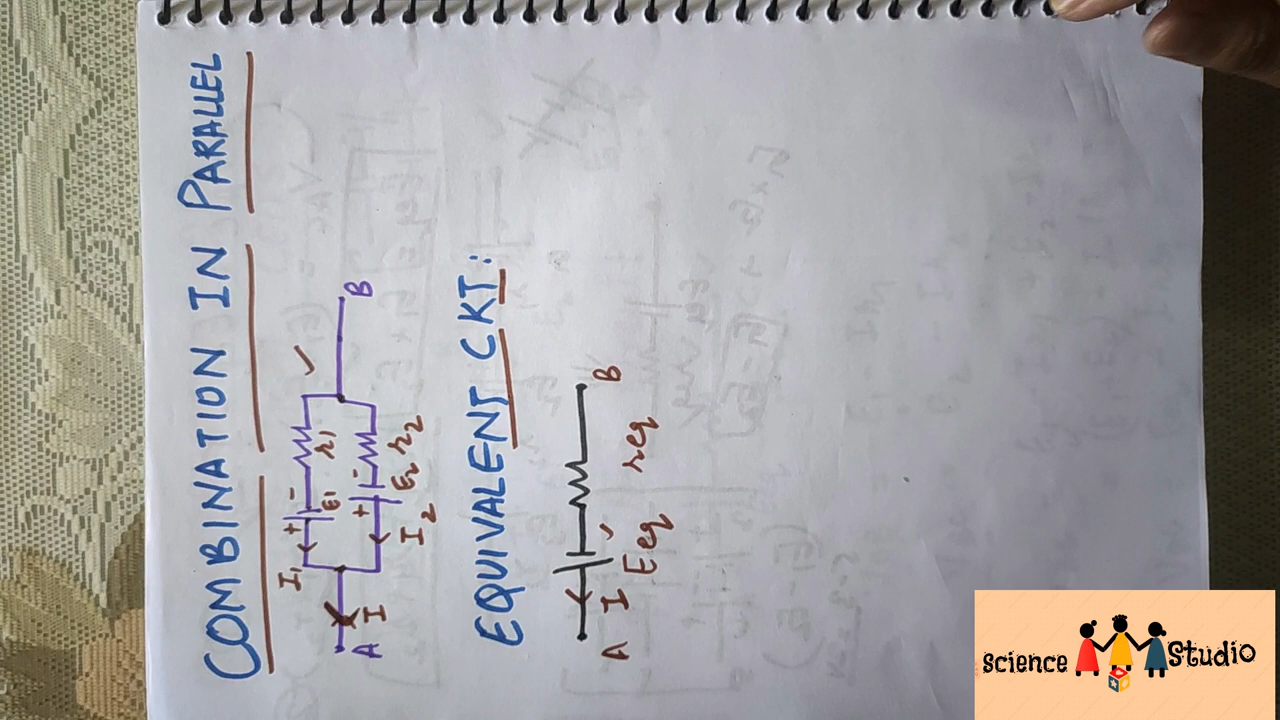 COMBINATION IN PARALLEL
I1 + -
E1 r1
A I B
+ -
I2 E2 r2
EQUIVALENT CKT:
A I Eeq req B
Science Studio